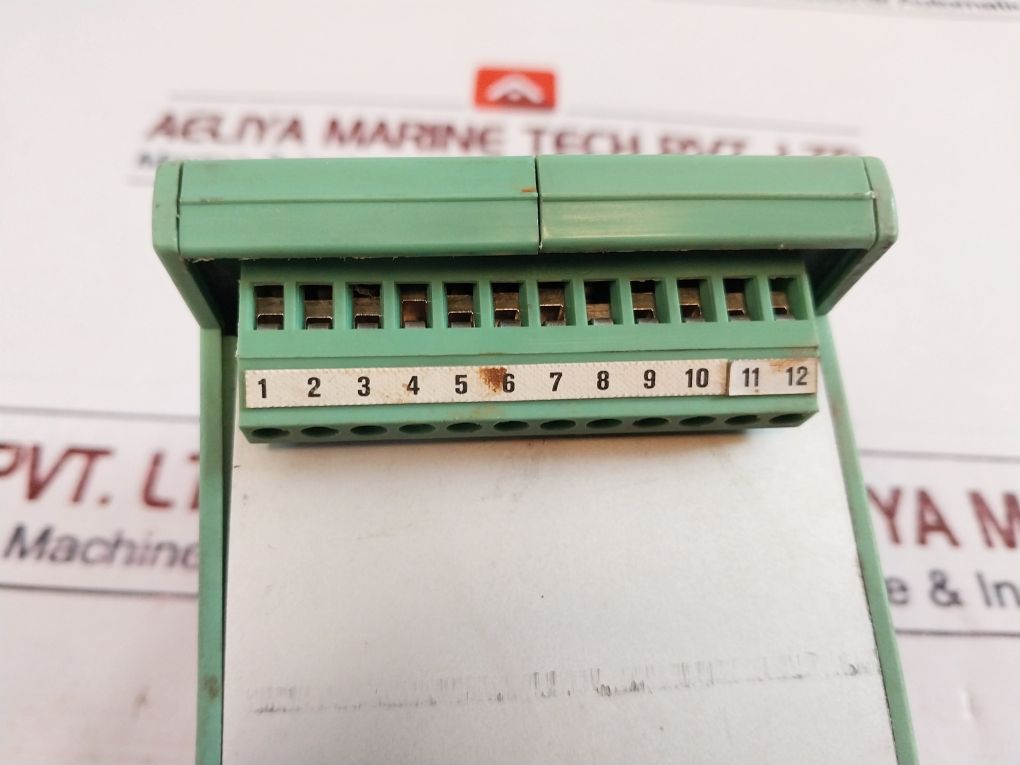 AELIYA MARINE TECH PVT. LTD
1 2 3 4 5 6 7 8 9 10 11 12
PVT. LT
YA M
Machine
e & In